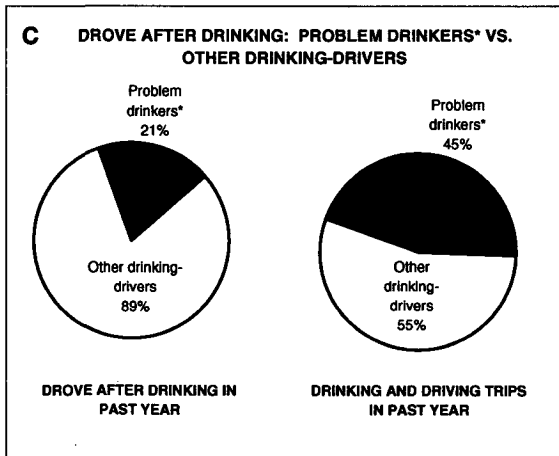 C DROVE AFTER DRINKING: PROBLEM DRINKERS* VS.
OTHER DRINKING-DRIVERS
Problem
drinkers*
21%
Other drinking-
drivers
89%
DROVE AFTER DRINKING IN
PAST YEAR
Problem
drinkers*
45%
Other
drinking-
drivers
55%
DRINKING AND DRIVING TRIPS
IN PAST YEAR